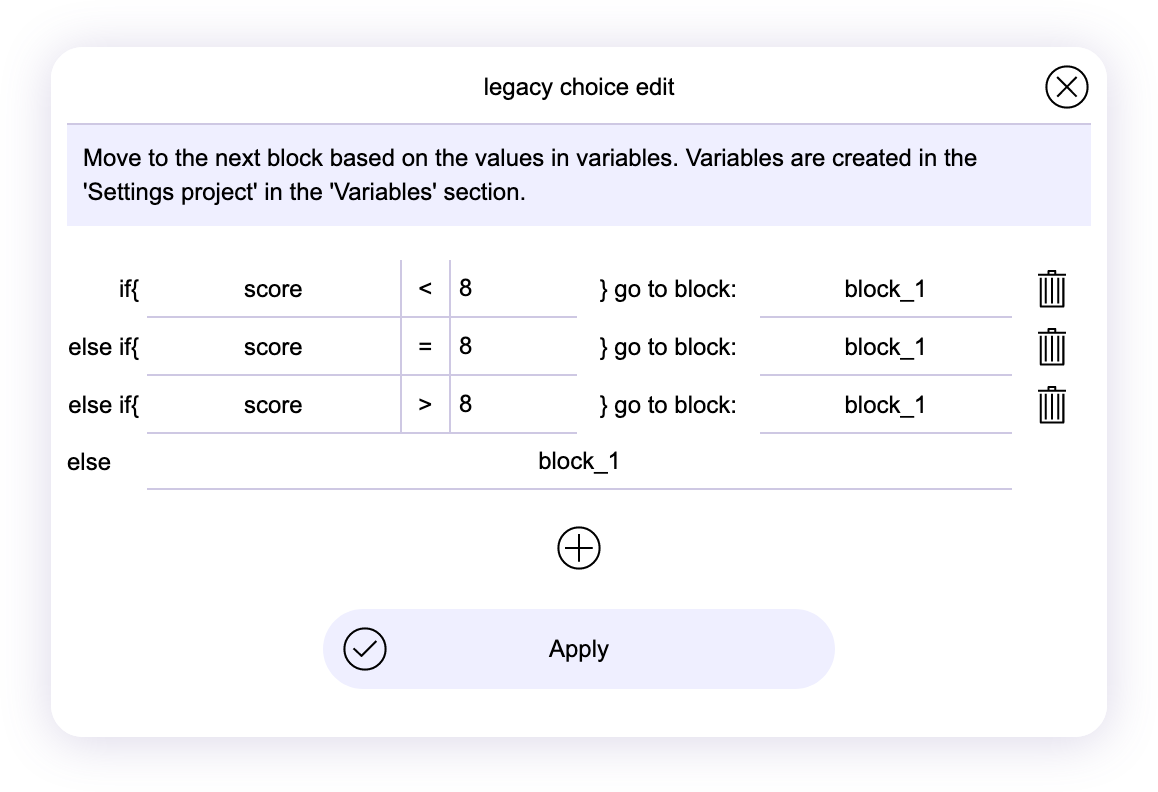 legacy choice edit
Move to the next block based on the values in variables. Variables are created in the
'Settings project' in the 'Variables' section.
if{ score < 8 } go to block: block_1
else if{ score = 8 } go to block: block_1
else if{ score > 8 } go to block: block_1
else block_1
Apply